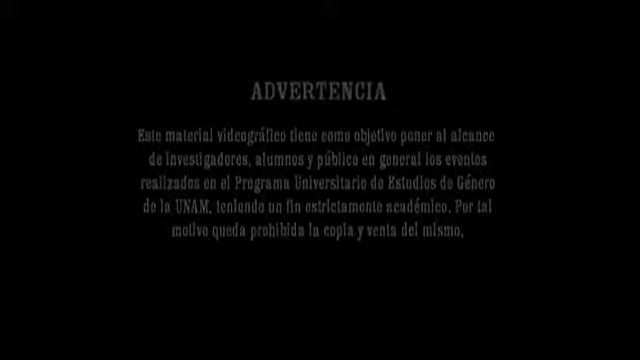 ADVERTENCIA
Este material videográfico tiene como objetivo poner al alcance
de investigadores, alumnos y público en general los eventos
realizados en el Programa Universitario de Estudios de Género
de la UNAM, teniendo un fin estrictamente académico. Por tal
motivo queda prohibida la copia y venta del mismo.